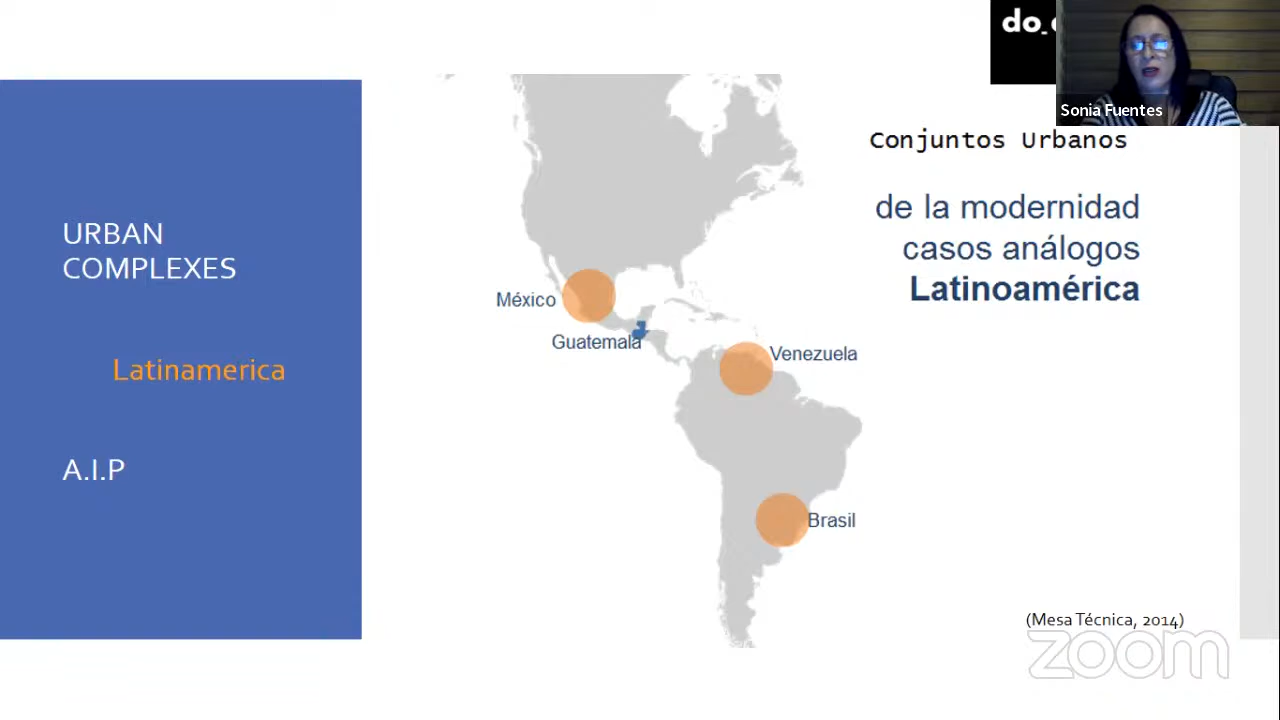 do_
Sonia Fuentes
Conjuntos Urbanos
de la modernidad
casos análogos
Latinoamérica
URBAN
COMPLEXES
Latinamerica
A.I.P
México
Guatemala
Venezuela
Brasil
(Mesa Técnica, 2014)
zoom